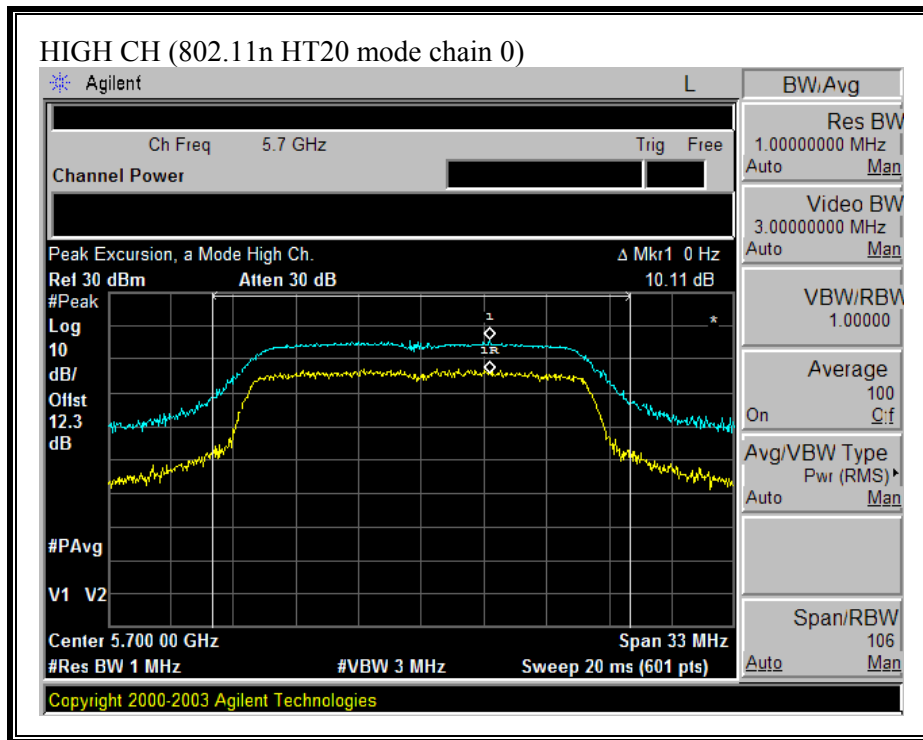 HIGH CH (802.11n HT20 mode chain 0)
Agilent L
Ch Freq 5.7 GHz Trig Free
Channel Power
Peak Excursion, a Mode High Ch. Δ Mkr1 0 Hz
Ref 30 dBm Atten 30 dB 10.11 dB
#Peak
Log
10
dB/
Offst
12.3
dB
1
1R
*
#PAvg
V1 V2
Center 5.700 00 GHz Span 33 MHz
#Res BW 1 MHz #VBW 3 MHz Sweep 20 ms (601 pts)
Copyright 2000-2003 Agilent Technologies
BW/Avg
Res BW
1.00000000 MHz
Auto Man
Video BW
3.00000000 MHz
Auto Man
VBW/RBW
1.00000
Average
100
On Off
Avg/VBW Type
Pwr (RMS)
Auto Man
Span/RBW
106
Auto Man